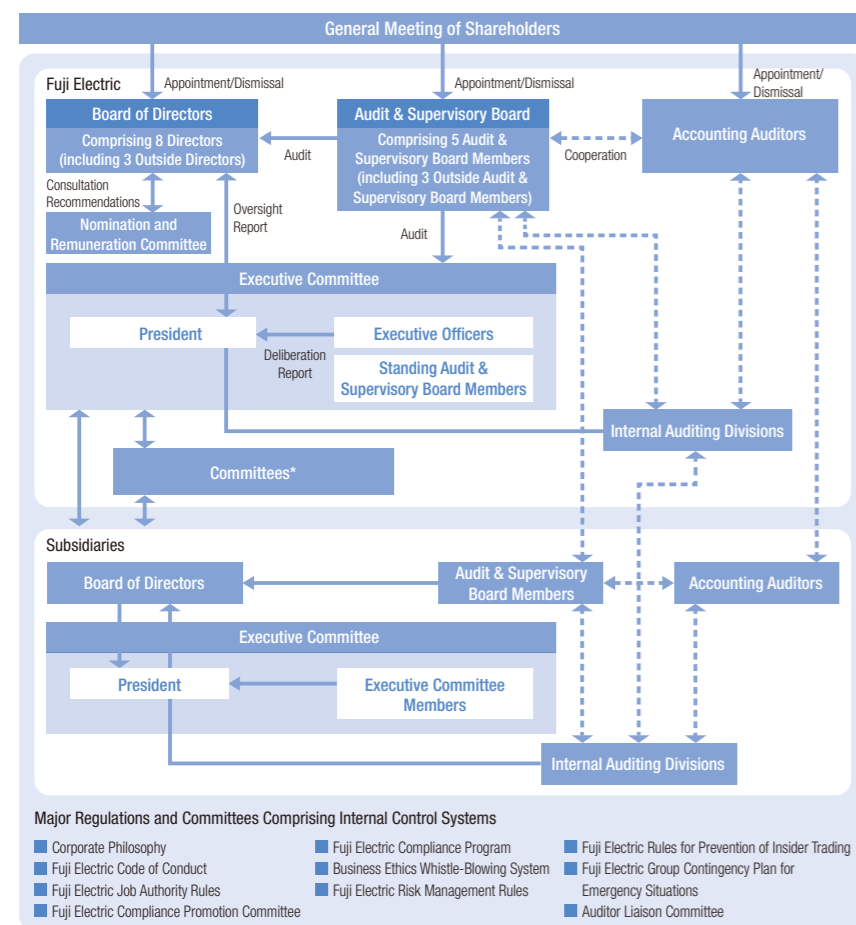 General Meeting of Shareholders
Fuji Electric
Appointment/Dismissal
Appointment/Dismissal
Appointment/
Dismissal
Board of Directors
Comprising 8 Directors
(including 3 Outside Directors)
Audit
Audit & Supervisory Board
Comprising 5 Audit &
Supervisory Board Members
(including 3 Outside Audit &
Supervisory Board Members)
Cooperation
Accounting Auditors
Consultation
Recommendations
Nomination and
Remuneration Committee
Oversight
Report
Audit
Executive Committee
President
Deliberation
Report
Executive Officers
Standing Audit &
Supervisory Board Members
Internal Auditing Divisions
Committees*
Subsidiaries
Board of Directors
Audit & Supervisory
Board Members
Accounting Auditors
Executive Committee
President
Executive Committee
Members
Internal Auditing Divisions
Major Regulations and Committees Comprising Internal Control Systems
Corporate Philosophy
Fuji Electric Code of Conduct
Fuji Electric Job Authority Rules
Fuji Electric Compliance Promotion Committee
Fuji Electric Compliance Program
Business Ethics Whistle-Blowing System
Fuji Electric Risk Management Rules
Fuji Electric Rules for Prevention of Insider Trading
Fuji Electric Group Contingency Plan for
Emergency Situations
Auditor Liaison Committee